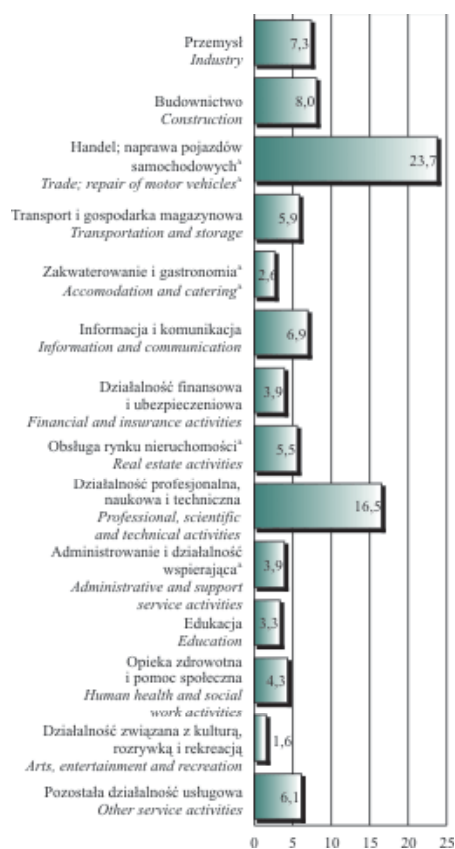 Przemysł 7,3
Industry
Budownictwo 8,0
Construction
Handel; naprawa pojazdów
samochodowychᵃ 23,7
Trade; repair of motor vehiclesᵃ
Transport i gospodarka magazynowa 5,9
Transportation and storage
Zakwaterowanie i gastronomiaᵃ 2,6
Accomodation and cateringᵃ
Informacja i komunikacja 6,9
Information and communication
Działalność finansowa
i ubezpieczeniowa 3,9
Financial and insurance activities
Obsługa rynku nieruchomościᵃ 5,5
Real estate activities
Działalność profesjonalna,
naukowa i techniczna 16,5
Professional, scientific
and technical activities
Administrowanie i działalność
wspierającaᵃ 3,9
Administrative and support
service activities
Edukacja 3,3
Education
Opieka zdrowotna
i pomoc społeczna 4,3
Human health and social
work activities
Działalność związana z kulturą,
rozrywką i rekreacją 1,6
Arts, entertainment and recreation
Pozostała działalność usługowa 6,1
Other service activities
0 5 10 15 20 25